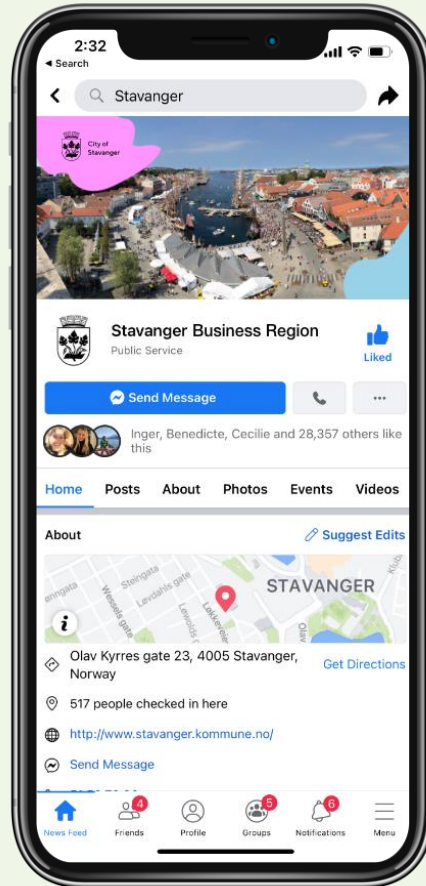 2:32
◂ Search
Stavanger
City of
Stavanger
Stavanger Business Region
Public Service
Liked
Send Message
Inger, Benedicte, Cecilie and 28,357 others like
this
Home Posts About Photos Events Videos
About
Suggest Edits
Steingata
Wessels gate
Løvdahls gate
Lewolds
Løkkeveien
STAVANGER
Olav Kyrres gate 23, 4005 Stavanger,
Norway
Get Directions
517 people checked in here
http://www.stavanger.kommune.no/
Send Message
4
5
6
News Feed Friends Profile Groups Notifications Menu